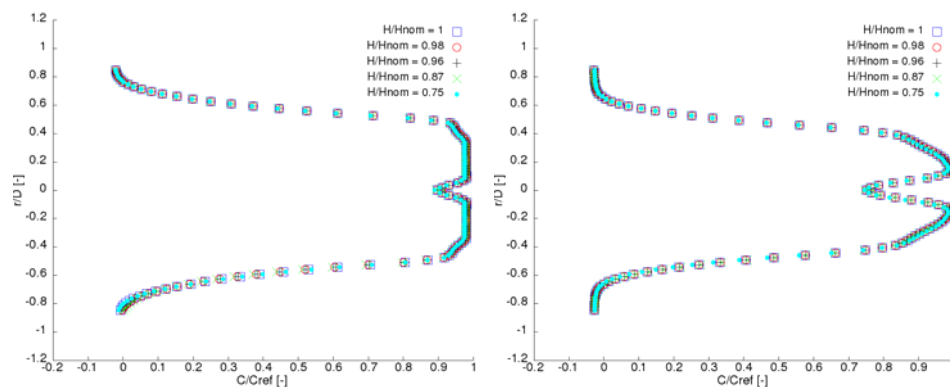 1.2
1
0.8
0.6
0.4
0.2
0
-0.2
-0.4
-0.6
-0.8
-1
-1.2
r/D [-]
-0.2 -0.1 0 0.1 0.2 0.3 0.4 0.5 0.6 0.7 0.8 0.9 1
C/Cref [-]
H/Hnom = 1
H/Hnom = 0.98
H/Hnom = 0.96
H/Hnom = 0.87
H/Hnom = 0.75
1.2
1
0.8
0.6
0.4
0.2
0
-0.2
-0.4
-0.6
-0.8
-1
-1.2
r/D [-]
-0.2 -0.1 0 0.1 0.2 0.3 0.4 0.5 0.6 0.7 0.8 0.9
C/Cref [-]
H/Hnom = 1
H/Hnom = 0.98
H/Hnom = 0.96
H/Hnom = 0.87
H/Hnom = 0.75